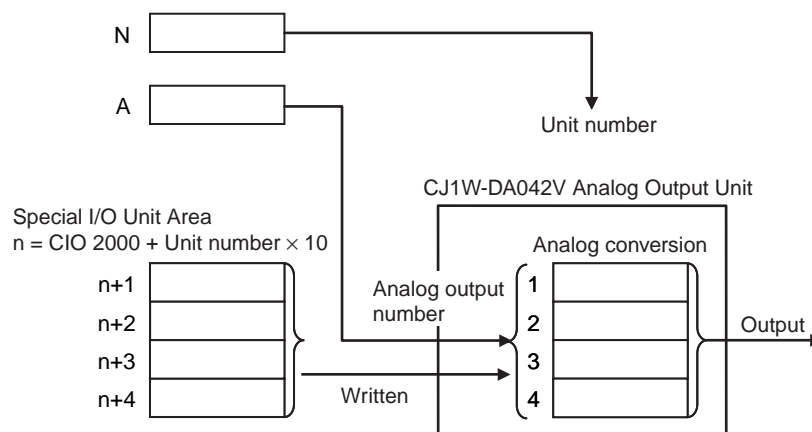 N
A
Unit number
CJ1W-DA042V Analog Output Unit
Special I/O Unit Area
n = CIO 2000 + Unit number × 10
Analog conversion
n+1
n+2
n+3
n+4
Analog output
number
1
2
3
4
Output
Written